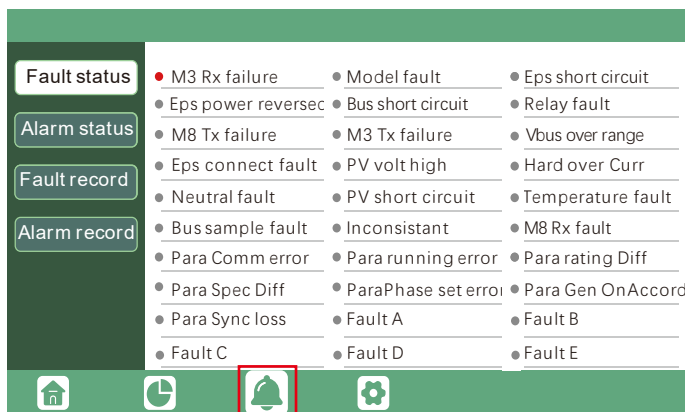 Fault status
M3 Rx failure
Model fault
Eps short circuit
Eps power reversec
Bus short circuit
Relay fault
Alarm status
M8 Tx failure
M3 Tx failure
Vbus over range
Eps connect fault
PV volt high
Hard over Curr
Fault record
Neutral fault
PV short circuit
Temperature fault
Alarm record
Bus sample fault
Inconsistant
M8 Rx fault
Para Comm error
Para running error
Para rating Diff
Para Spec Diff
ParaPhase set error
Para Gen OnAccord
Para Sync loss
Fault A
Fault B
Fault C
Fault D
Fault E